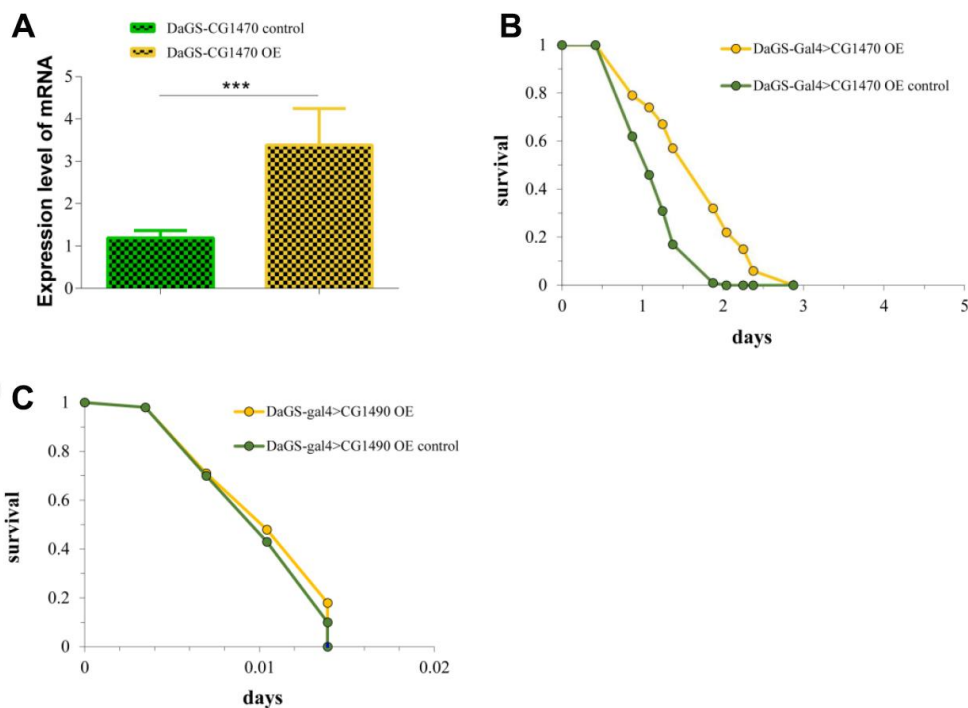 A
DaGS-CG1470 control
DaGS-CG1470 OE
Expression level of mRNA
5
4
3
2
1
0
***
B
DaGS-Gal4>CG1470 OE
DaGS-Gal4>CG1470 OE control
survival
1
0.8
0.6
0.4
0.2
0
0 1 2 3 4 5
days
C
DaGS-gal4>CG1490 OE
DaGS-gal4>CG1490 OE control
survival
1
0.8
0.6
0.4
0.2
0
0 0.01 0.02
days